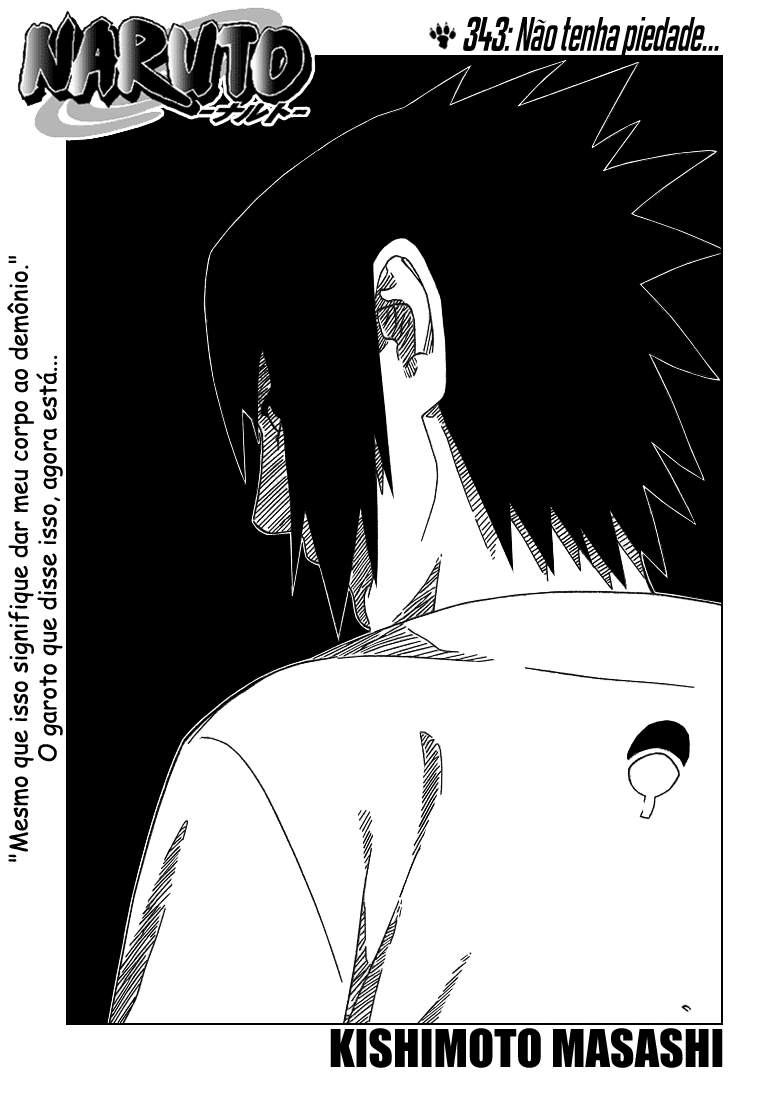 NARUTO
-ナルト-
343: Não tenha piedade...
"Mesmo que isso signifique dar meu corpo ao demônio."
O garoto que disse isso, agora está...
KISHIMOTO MASASHI